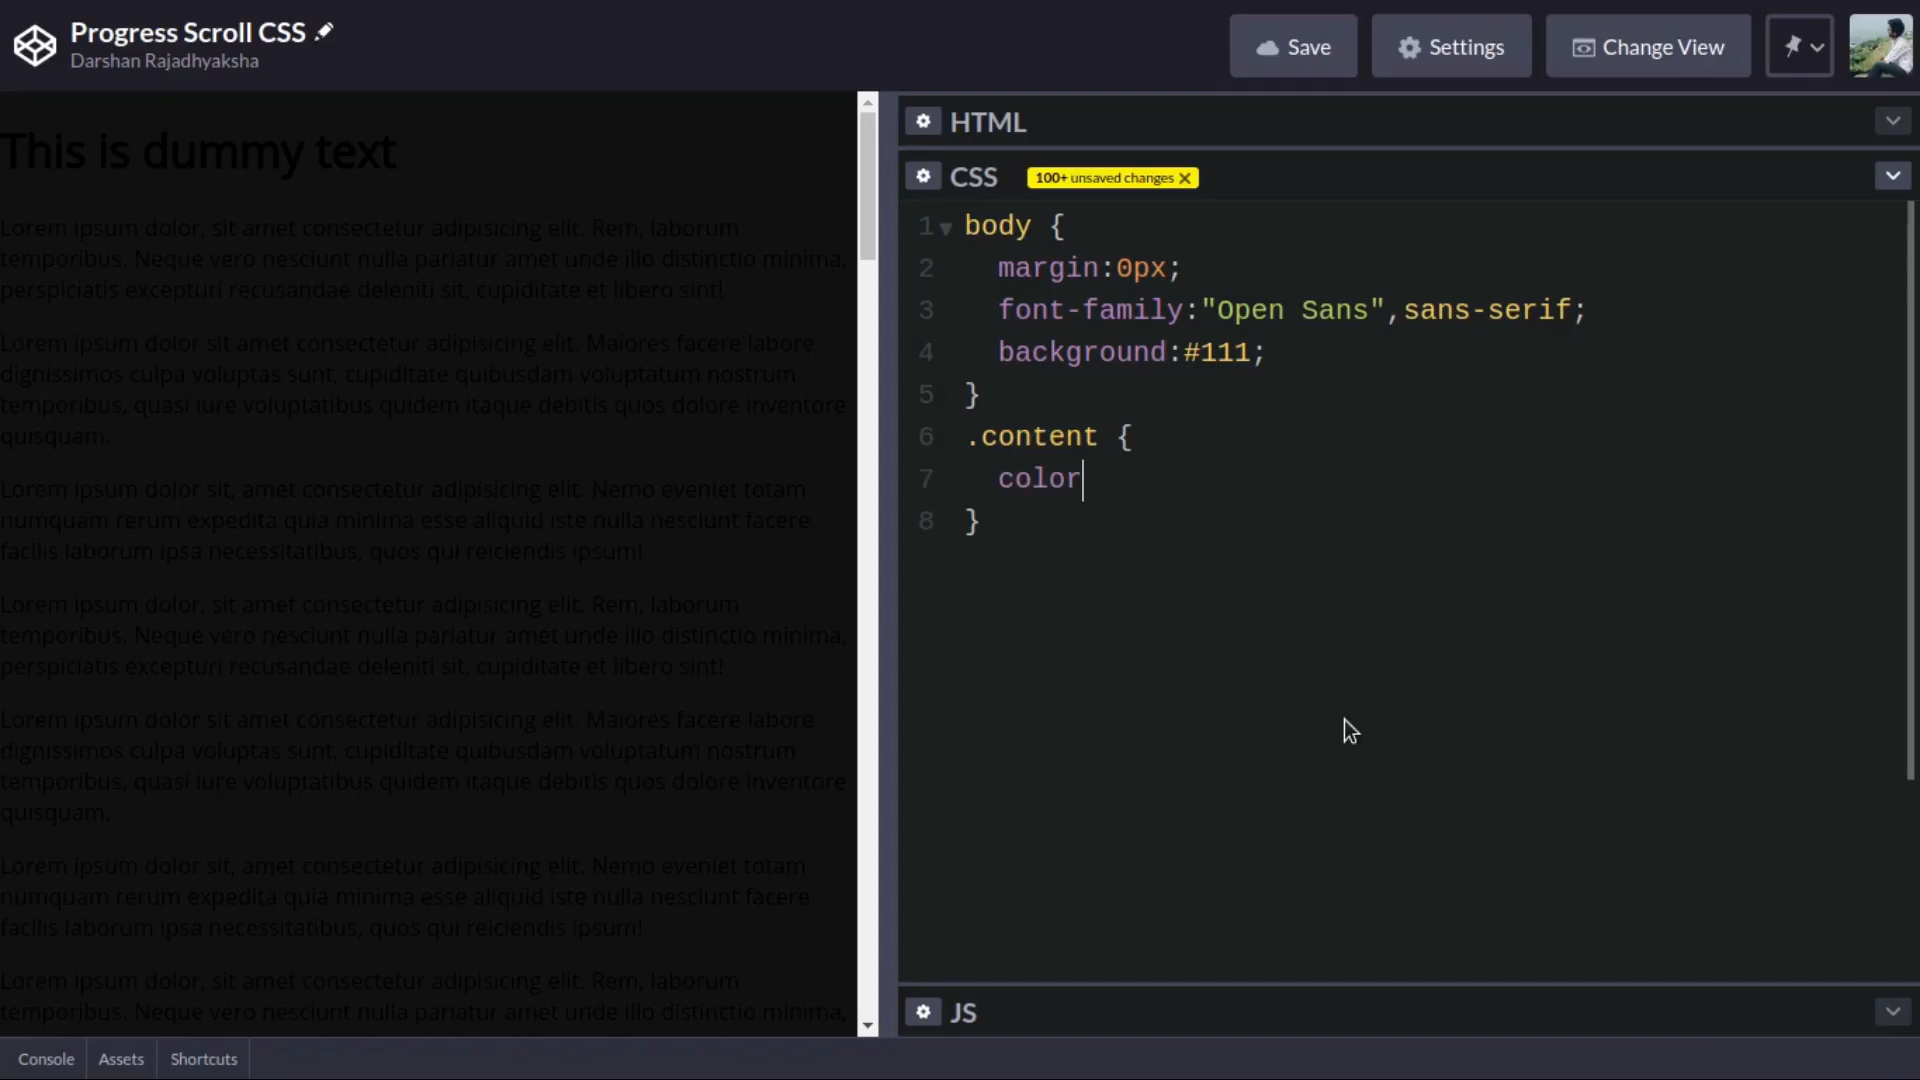 Progress Scroll CSS
Darshan Rajadhyaksha
Save
Settings
Change View
This is dummy text
Lorem ipsum dolor, sit amet consectetur adipisicing elit. Rem, laborum
temporibus. Neque vero nesciunt nulla pariatur amet unde illo distinctio minima,
perspiciatis excepturi recusandae deleniti sit, cupiditate et libero sint!
Lorem ipsum dolor sit amet consectetur adipisicing elit. Maiores facere labore
dignissimos culpa voluptas sunt, cupiditate quibusdam voluptatum nostrum
temporibus, quasi iure voluptatibus quidem itaque debitis quos dolore inventore
quisquam.
Lorem ipsum dolor sit, amet consectetur adipisicing elit. Nemo eveniet totam
numquam rerum expedita quia minima esse aliquid iste nulla nesciunt facere
facilis laborum ipsa necessitatibus, quos qui reiciendis ipsum!
Lorem ipsum dolor, sit amet consectetur adipisicing elit. Rem, laborum
temporibus. Neque vero nesciunt nulla pariatur amet unde illo distinctio minima,
perspiciatis excepturi recusandae deleniti sit, cupiditate et libero sint!
Lorem ipsum dolor sit amet consectetur adipisicing elit. Maiores facere labore
dignissimos culpa voluptas sunt, cupiditate quibusdam voluptatum nostrum
temporibus, quasi iure voluptatibus quidem itaque debitis quos dolore inventore
quisquam.
Lorem ipsum dolor sit, amet consectetur adipisicing elit. Nemo eveniet totam
numquam rerum expedita quia minima esse aliquid iste nulla nesciunt facere
facilis laborum ipsa necessitatibus, quos qui reiciendis ipsum!
Lorem ipsum dolor, sit amet consectetur adipisicing elit. Rem, laborum
temporibus. Neque vero nesciunt nulla pariatur amet unde illo distinctio minima,
HTML
CSS 100+ unsaved changes X
1 body {
2 margin:0px;
3 font-family:"Open Sans",sans-serif;
4 background:#111;
5 }
6 .content {
7 color
8 }
JS
Console
Assets
Shortcuts